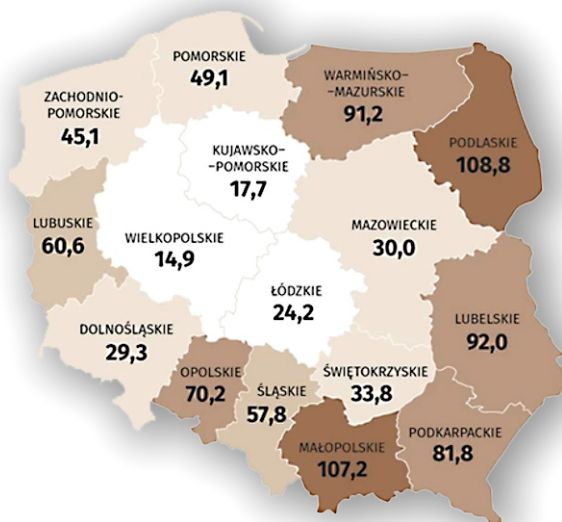 POMORSKIE
49,1
WARMIŃSKO–
–MAZURSKIE
91,2
ZACHODNIO-
POMORSKIE
45,1
PODLASKIE
108,8
KUJAWSKO–
–POMORSKIE
17,7
LUBUSKIE
60,6
WIELKOPOLSKIE
14,9
MAZOWIECKIE
30,0
ŁÓDZKIE
24,2
LUBELSKIE
92,0
DOLNOŚLĄSKIE
29,3
OPOLSKIE
70,2
ŚLĄSKIE
57,8
ŚWIĘTOKRZYSKIE
33,8
MAŁOPOLSKIE
107,2
PODKARPACKIE
81,8